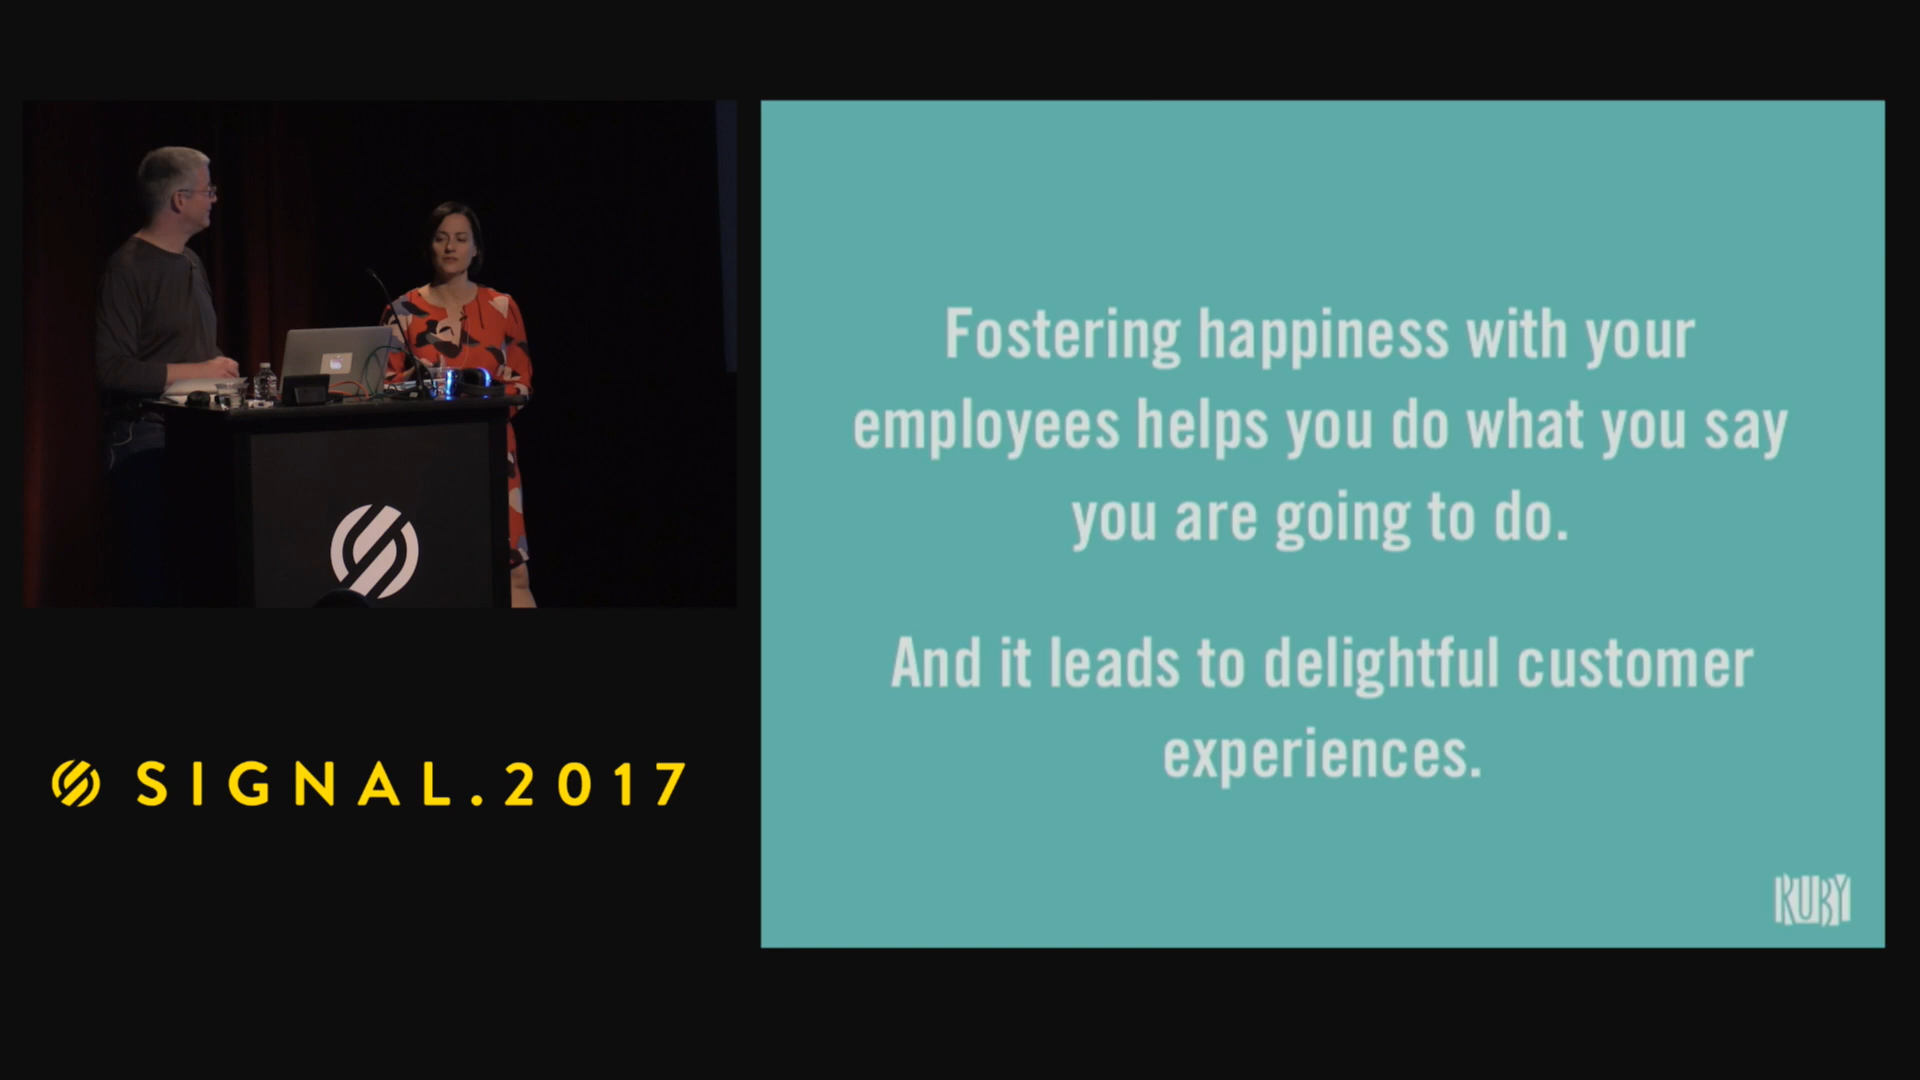 Fostering happiness with your
employees helps you do what you say
you are going to do.
And it leads to delightful customer
experiences.
RUBY
SIGNAL.2017